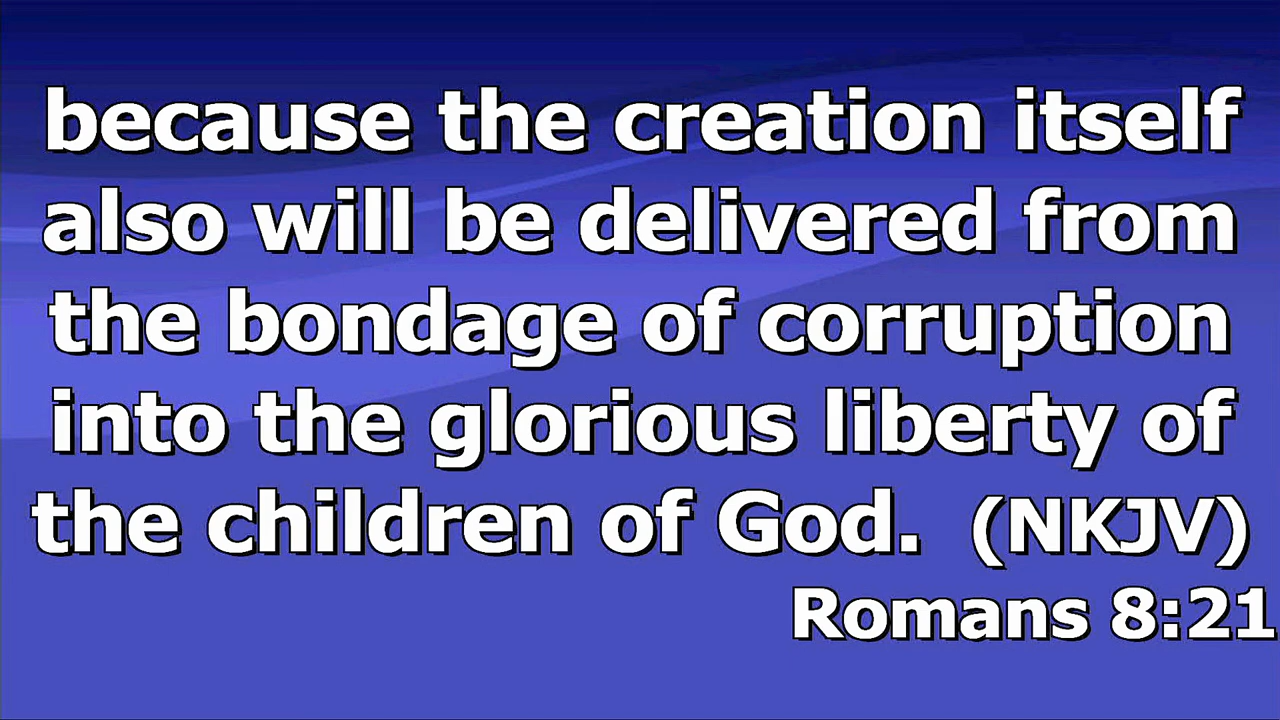 because the creation itself
also will be delivered from
the bondage of corruption
into the glorious liberty of
the children of God.  (NKJV)
Romans 8:21